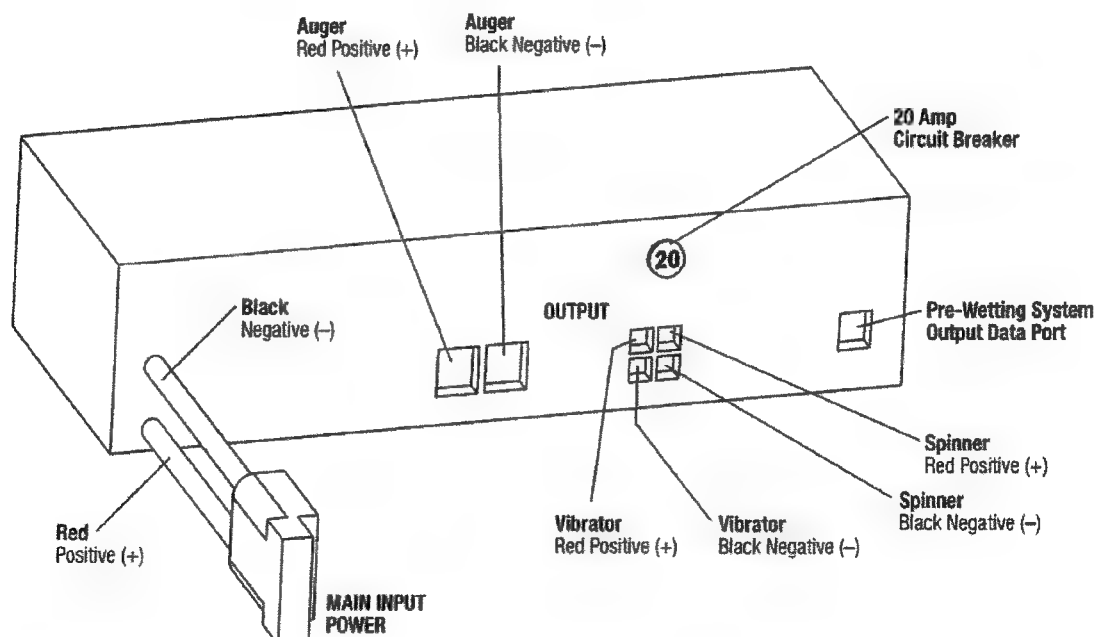 Auger
Red Positive (+)
Auger
Black Negative (–)
20 Amp
Circuit Breaker
20
OUTPUT
Pre-Wetting System
Output Data Port
Black
Negative (–)
Spinner
Red Positive (+)
Spinner
Black Negative (–)
Vibrator
Red Positive (+)
Vibrator
Black Negative (–)
Red
Positive (+)
MAIN INPUT
POWER